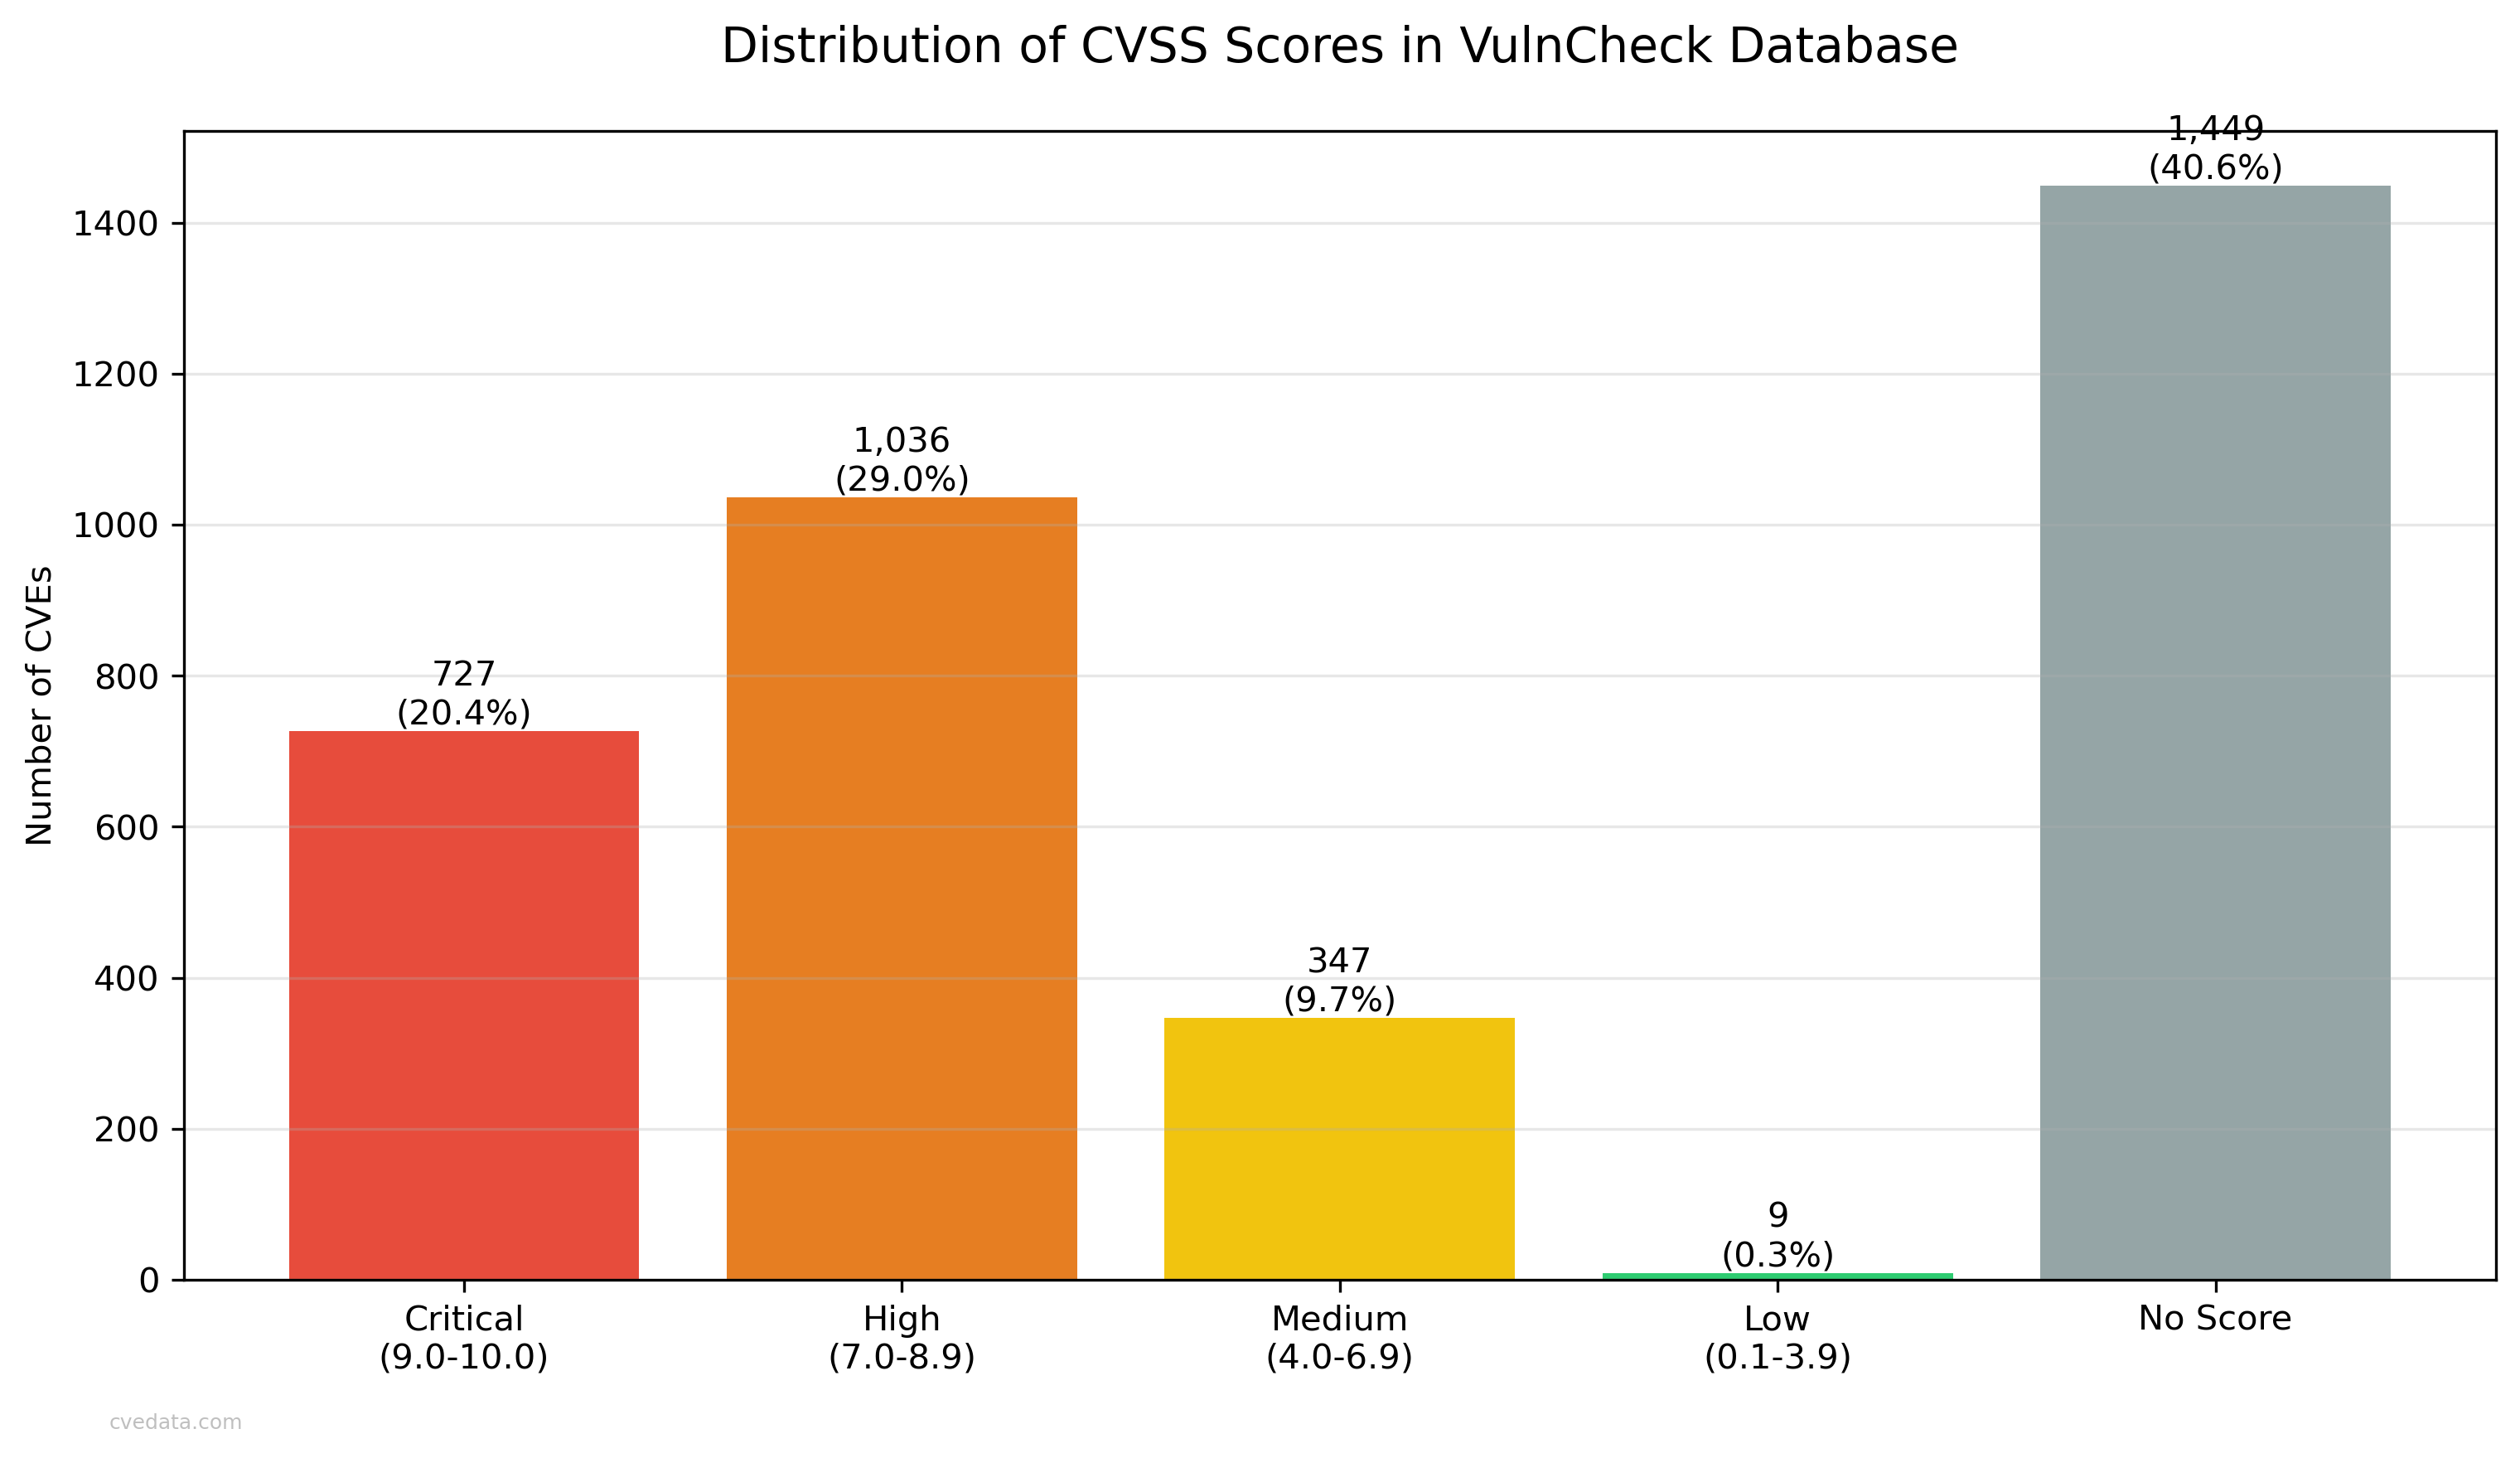 Distribution of CVSS Scores in VulnCheck Database
Number of CVEs
1400
1200
1000
800
600
400
200
0
727
(20.4%)
1,036
(29.0%)
347
(9.7%)
9
(0.3%)
1,449
(40.6%)
Critical
(9.0-10.0)
High
(7.0-8.9)
Medium
(4.0-6.9)
Low
(0.1-3.9)
No Score
cvedata.com